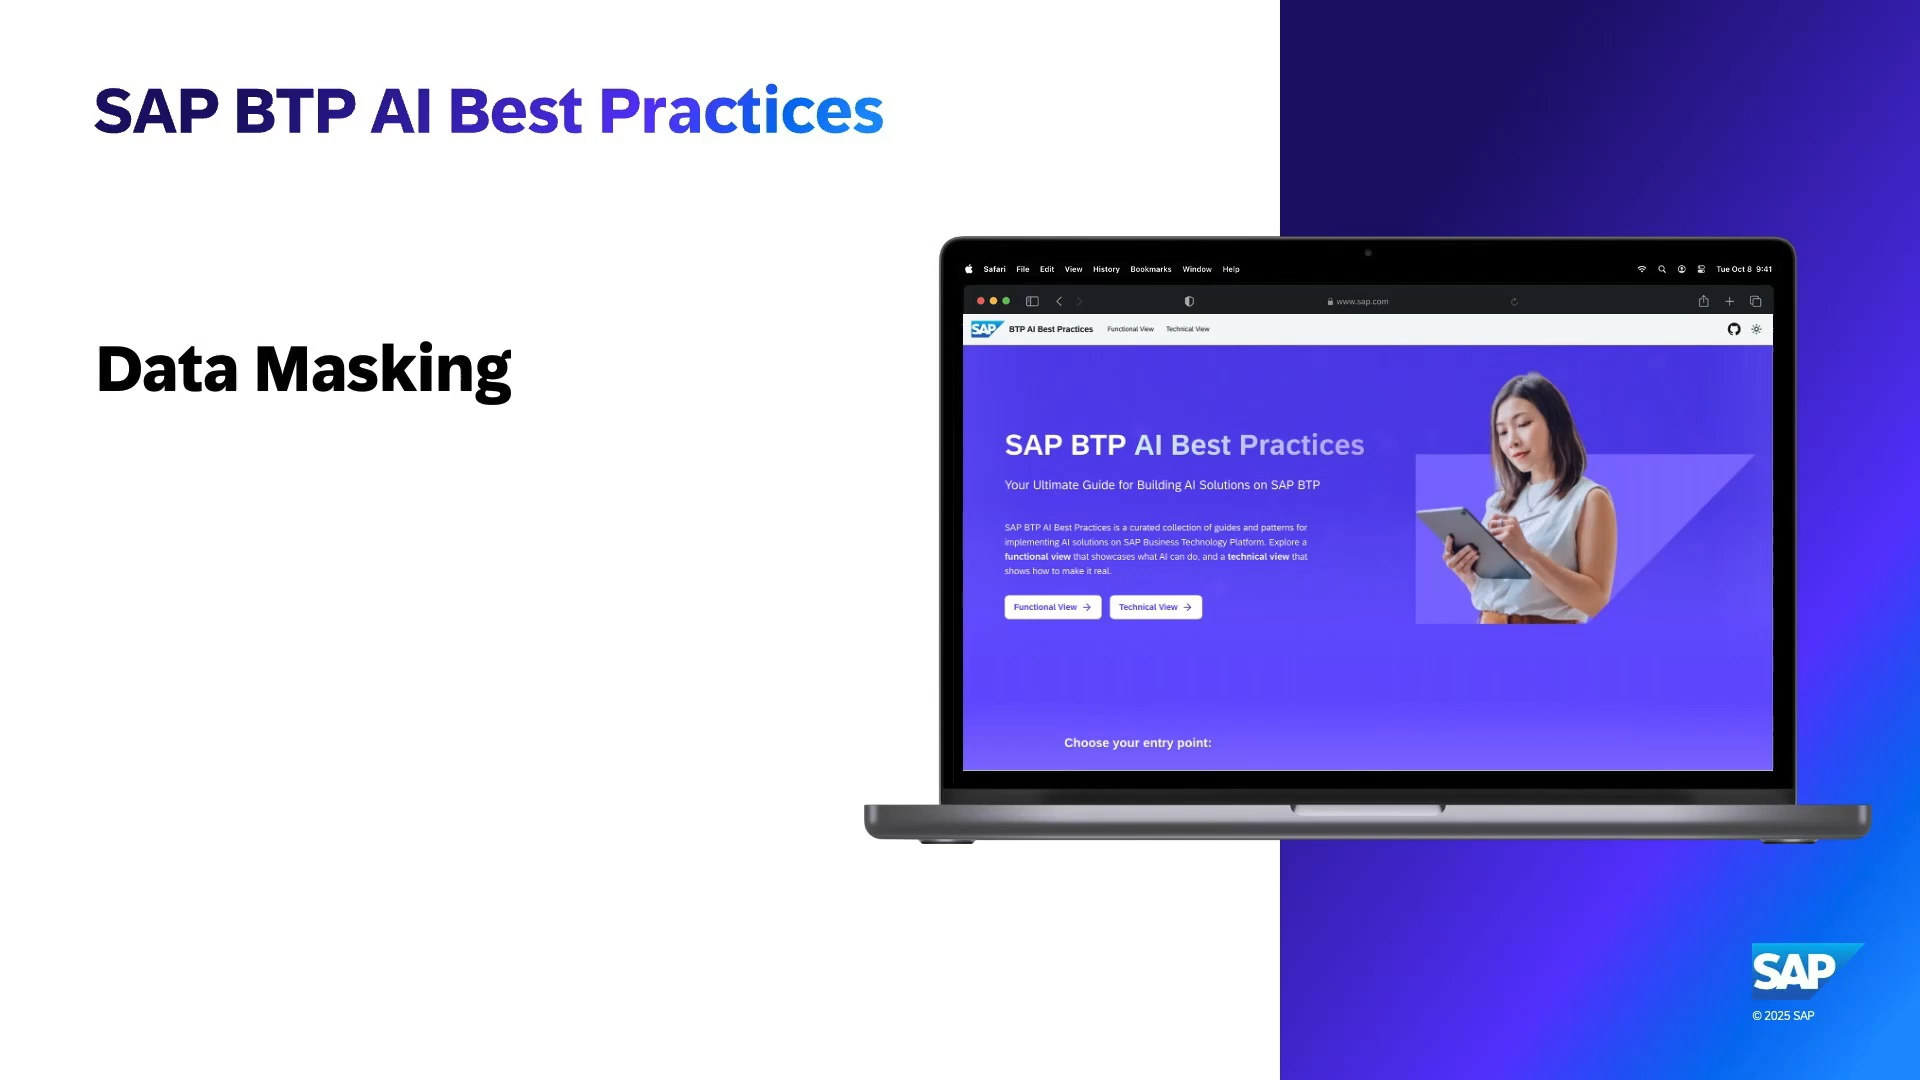 SAP BTP AI Best Practices
Data Masking
Safari File Edit View History Bookmarks Window Help
Tue Oct 8 9:41
www.sap.com
SAP BTP AI Best Practices Functional View Technical View
SAP BTP AI Best Practices
Your Ultimate Guide for Building AI Solutions on SAP BTP
SAP BTP AI Best Practices is a curated collection of guides and patterns for
implementing AI solutions on SAP Business Technology Platform. Explore a
functional view that showcases what AI can do, and a technical view that
shows how to make it real.
Functional View → Technical View →
Choose your entry point:
SAP
© 2025 SAP